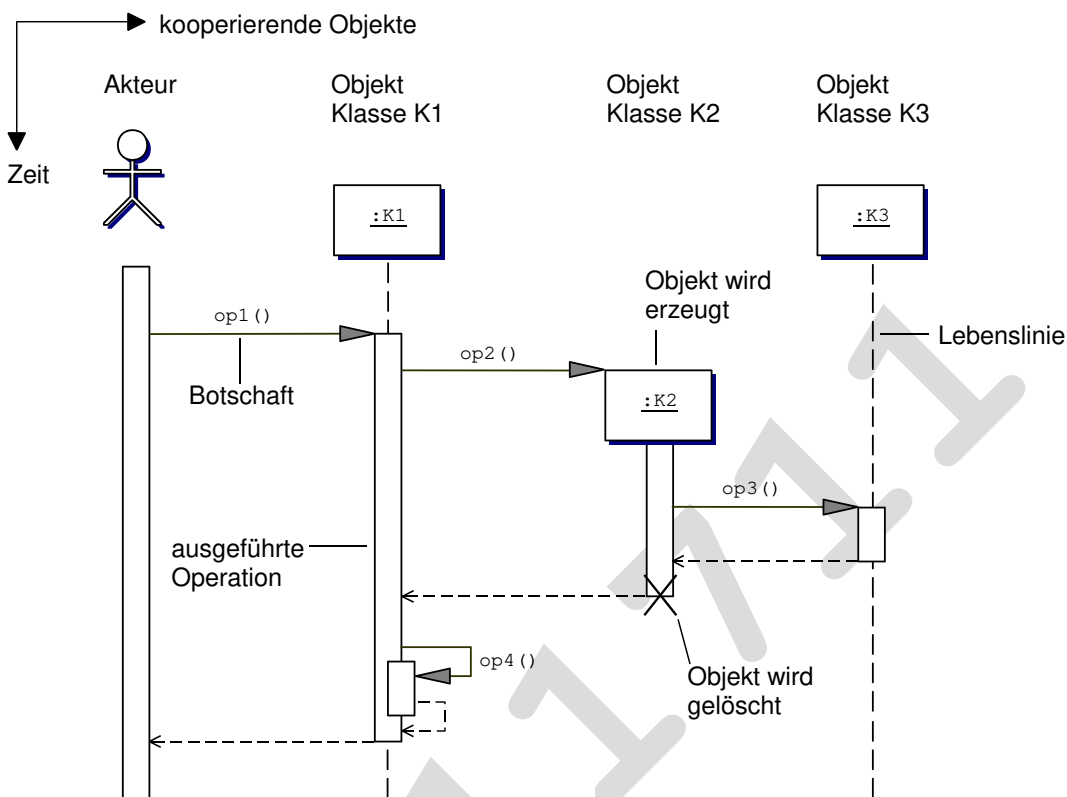 kooperierende Objekte
Akteur
Objekt
Klasse K1
Objekt
Klasse K2
Objekt
Klasse K3
Zeit
:K1
:K3
Objekt wird
erzeugt
op1()
Lebenslinie
op2()
Botschaft
:K2
op3()
ausgeführte
Operation
op4()
Objekt wird
gelöscht
1711